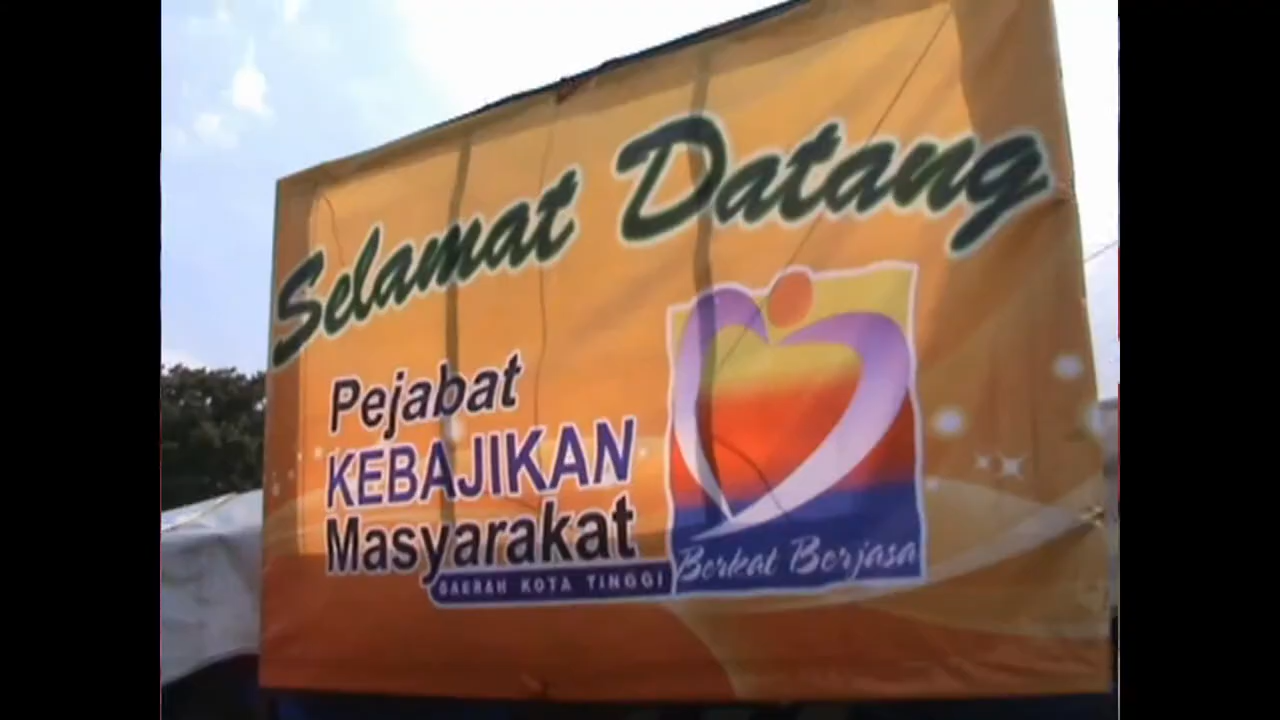 Selamat Datang
Pejabat
KEBAJIKAN
Masyarakat
DAERAH KOTA TINGGI
Berkat Berjasa